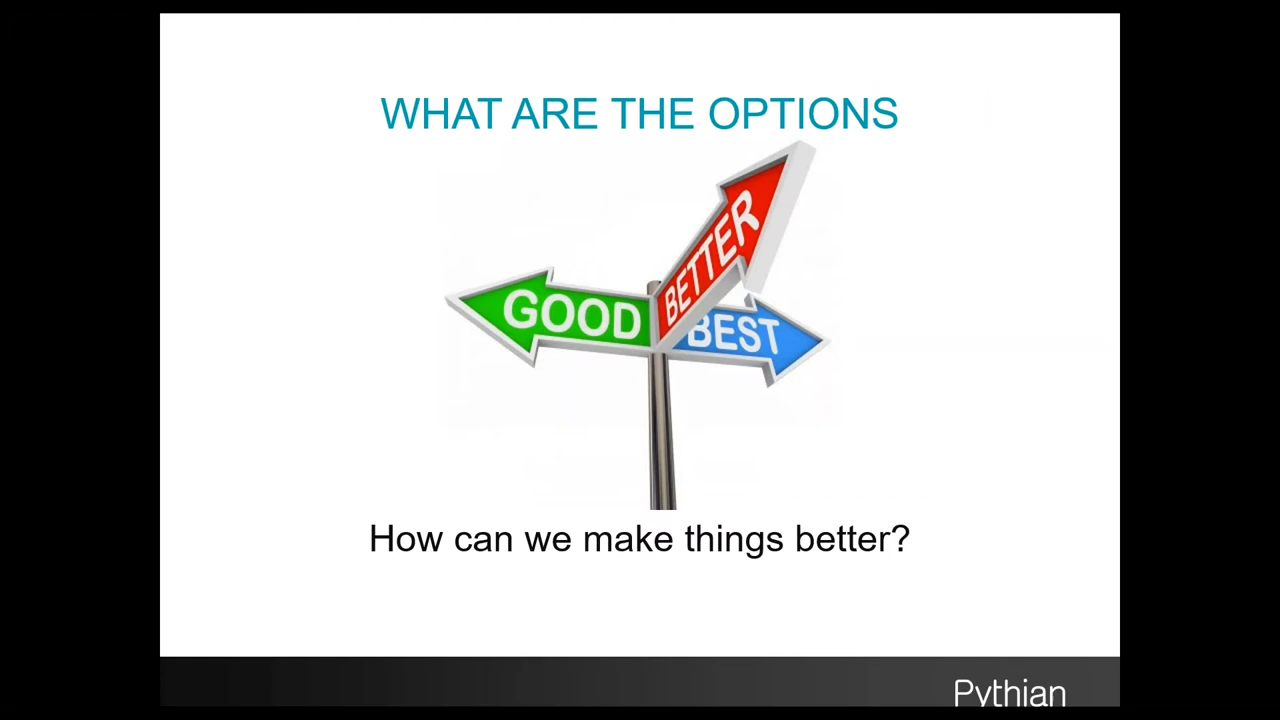 WHAT ARE THE OPTIONS
BETTER
GOOD
BEST
How can we make things better?
Pythian